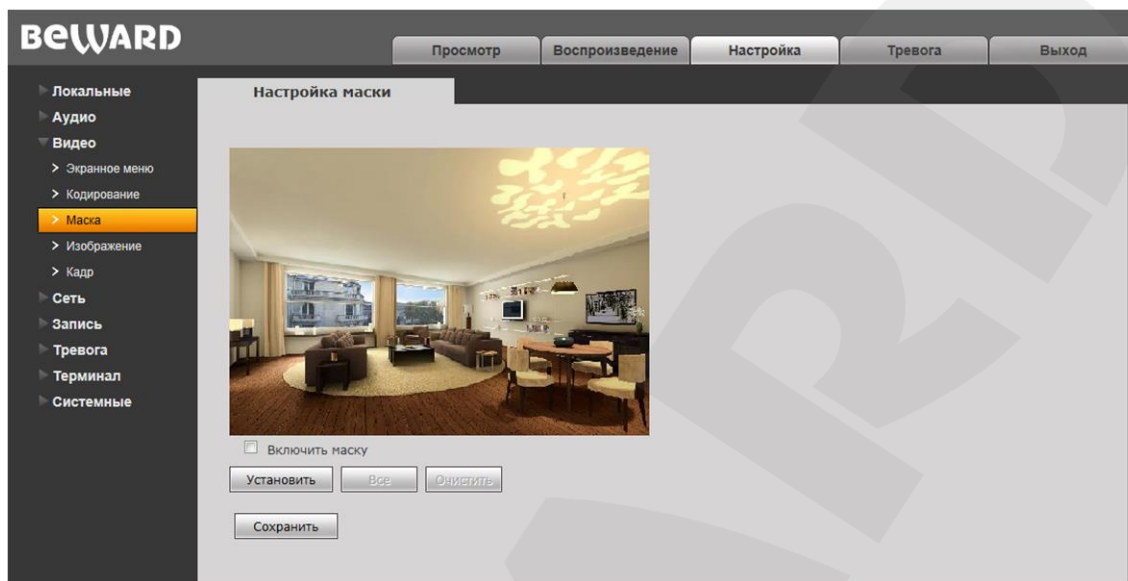 BEWARD
Просмотр
Воспроизведение
Настройка
Тревога
Выход
Локальные
Аудио
Видео
> Экранное меню
> Кодирование
> Маска
> Изображение
> Кадр
Сеть
Запись
Тревога
Терминал
Системные
Настройка маски
Включить маску
Установить
Все
Очистить
Сохранить